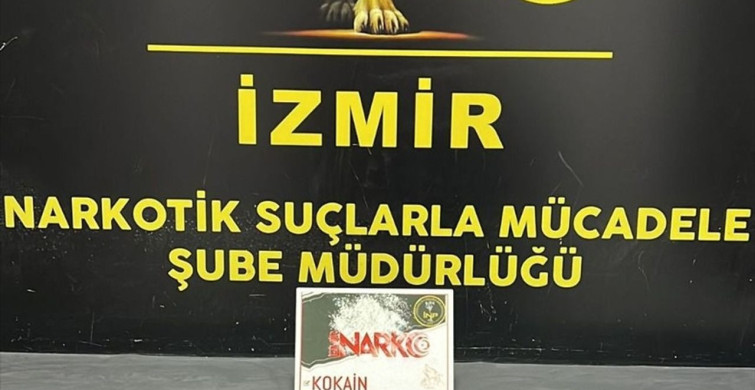 İZMİR
NARKOTİK SUÇLARLA MÜCADELE
ŞUBE MÜDÜRLÜĞÜ
NARKO
KOKAİN